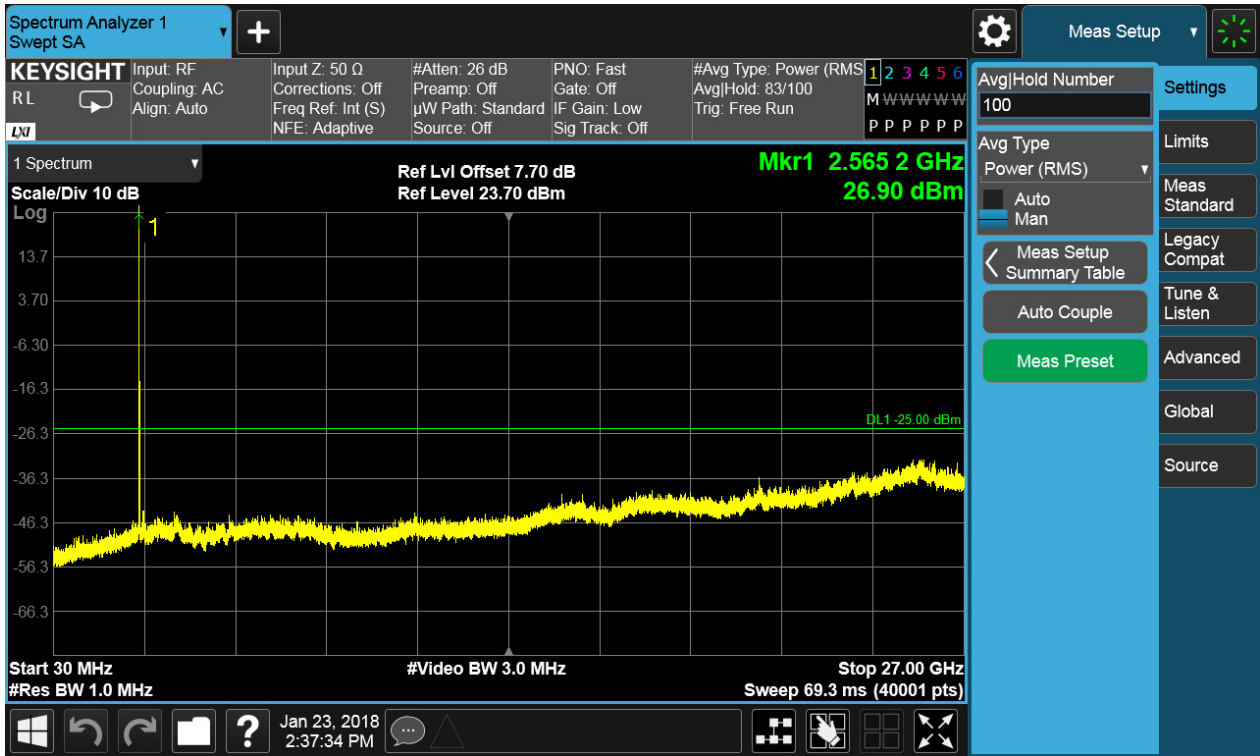 Spectrum Analyzer 1
Swept SA
+
Meas Setup
KEYSIGHT
R L
LXI
Input: RF
Coupling: AC
Align: Auto
Input Z: 50 Ω
Corrections: Off
Freq Ref: Int (S)
NFE: Adaptive
#Atten: 26 dB
Preamp: Off
µW Path: Standard
Source: Off
PNO: Fast
Gate: Off
IF Gain: Low
Sig Track: Off
#Avg Type: Power (RMS
Avg|Hold: 83/100
Trig: Free Run
1 2 3 4 5 6
M W W W W W
P P P P P P
1 Spectrum
Scale/Div 10 dB
Ref Lvl Offset 7.70 dB
Ref Level 23.70 dBm
Mkr1 2.565 2 GHz
26.90 dBm
Log
1
13.7
3.70
-6.30
-16.3
DL1 -25.00 dBm
-26.3
-36.3
-46.3
-56.3
-66.3
Start 30 MHz
#Video BW 3.0 MHz
Stop 27.00 GHz
#Res BW 1.0 MHz
Sweep 69.3 ms (40001 pts)
Avg|Hold Number
100
Avg Type
Power (RMS)
Auto
Man
Meas Setup
Summary Table
Auto Couple
Meas Preset
Settings
Limits
Meas
Standard
Legacy
Compat
Tune &
Listen
Advanced
Global
Source
?
Jan 23, 2018
2:37:34 PM